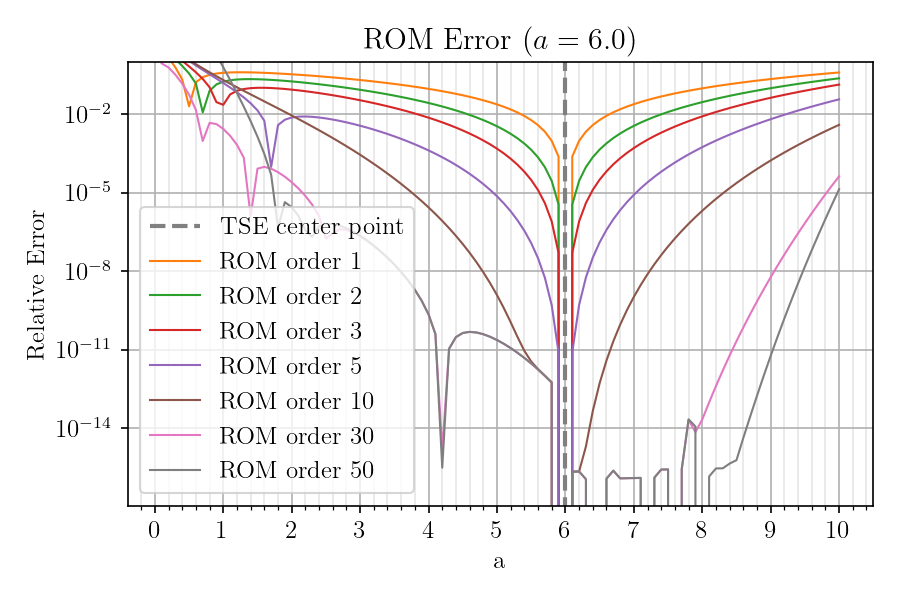 ROM Error (a = 6.0)
Relative Error
10⁻²
10⁻⁵
10⁻⁸
10⁻¹¹
10⁻¹⁴
TSE center point
ROM order 1
ROM order 2
ROM order 3
ROM order 5
ROM order 10
ROM order 30
ROM order 50
0 1 2 3 4 5 6 7 8 9 10
a